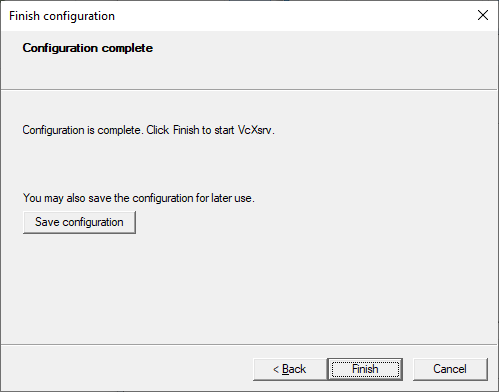 Finish configuration
Configuration complete
Configuration is complete. Click Finish to start VcXsrv.
You may also save the configuration for later use.
Save configuration
< Back Finish Cancel